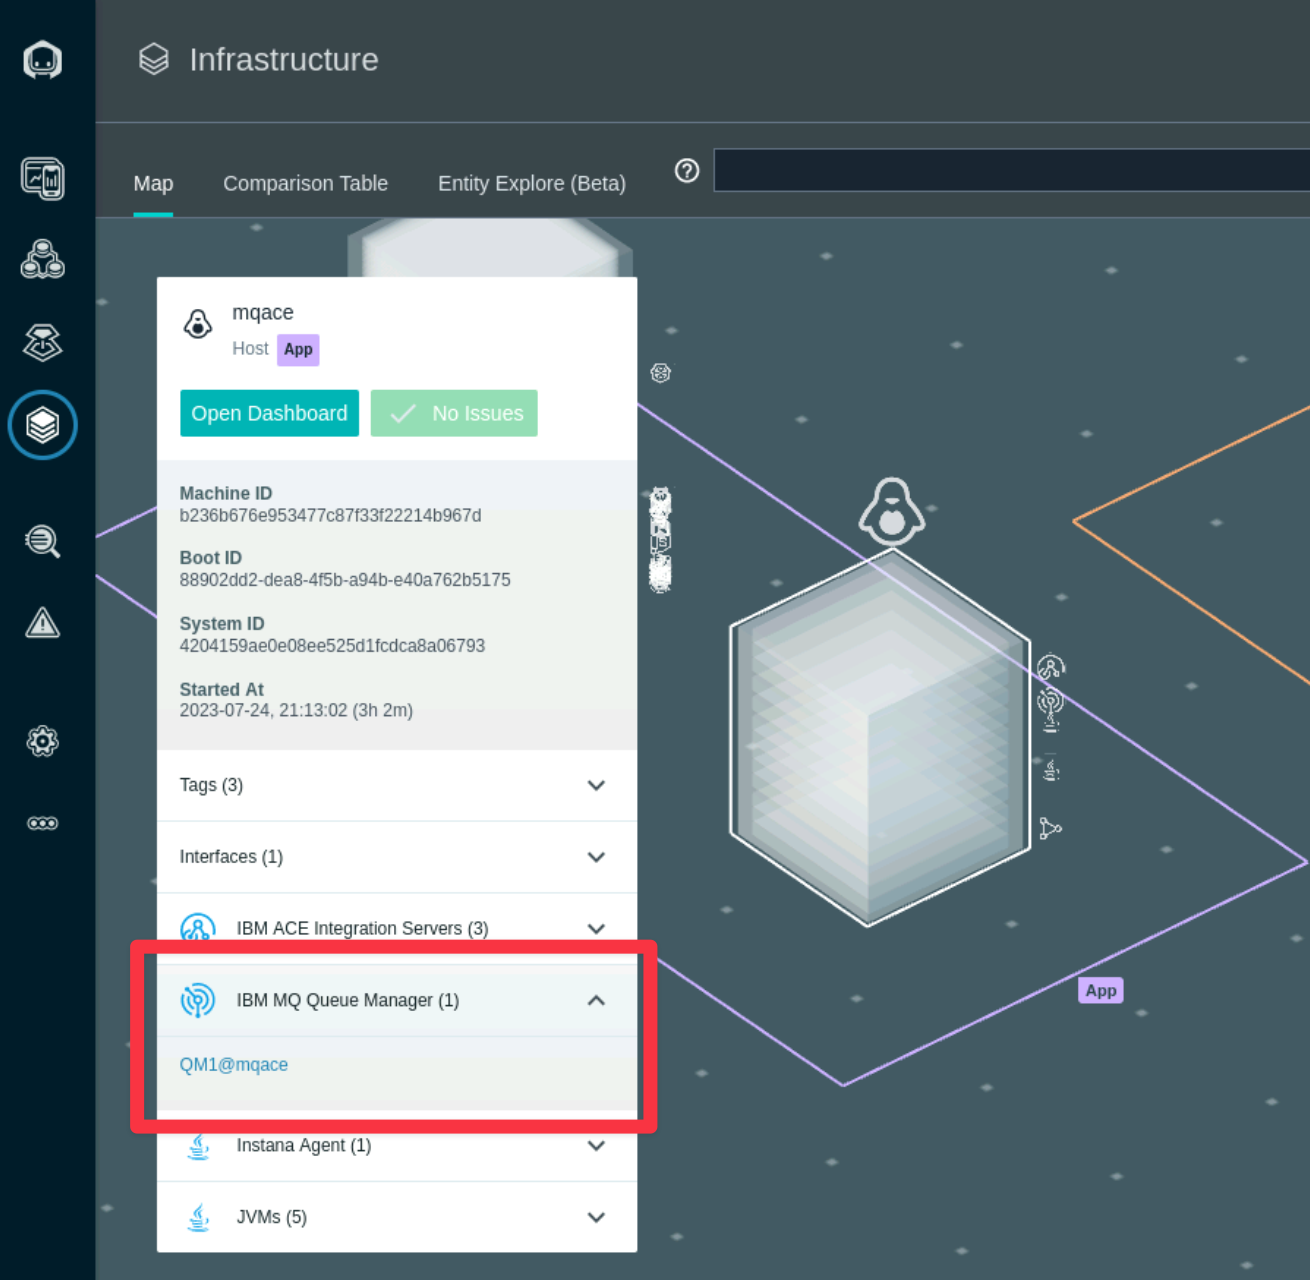 Infrastructure
Map
Comparison Table
Entity Explore (Beta)
mqace
Host App
Open Dashboard
No Issues
Machine ID
b236b676e953477c87f33f22214b967d
Boot ID
88902dd2-dea8-4f5b-a94b-e40a762b5175
System ID
4204159ae0e08ee525d1fcdca8a06793
Started At
2023-07-24, 21:13:02 (3h 2m)
Tags (3)
Interfaces (1)
IBM ACE Integration Servers (3)
IBM MQ Queue Manager (1)
QM1@mqace
Instana Agent (1)
JVMs (5)
App